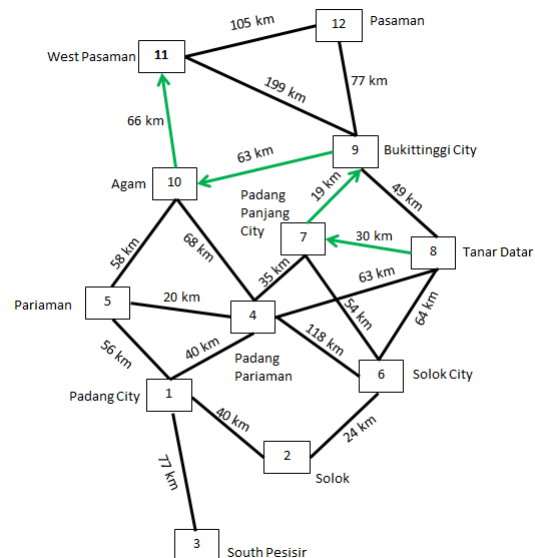 12
Pasaman
105 km
West Pasaman
11
199 km
77 km
66 km
63 km
9
Bukittinggi City
Agam
10
19 km
49 km
Padang
Panjang
City
7
30 km
8
Tanar Datar
58 km
68 km
35 km
63 km
Pariaman
5
20 km
4
54 km
64 km
56 km
40 km
118 km
Padang
Pariaman
6
Solok City
Padang City
1
40 km
24 km
2
Solok
77 km
3
South Pesisir